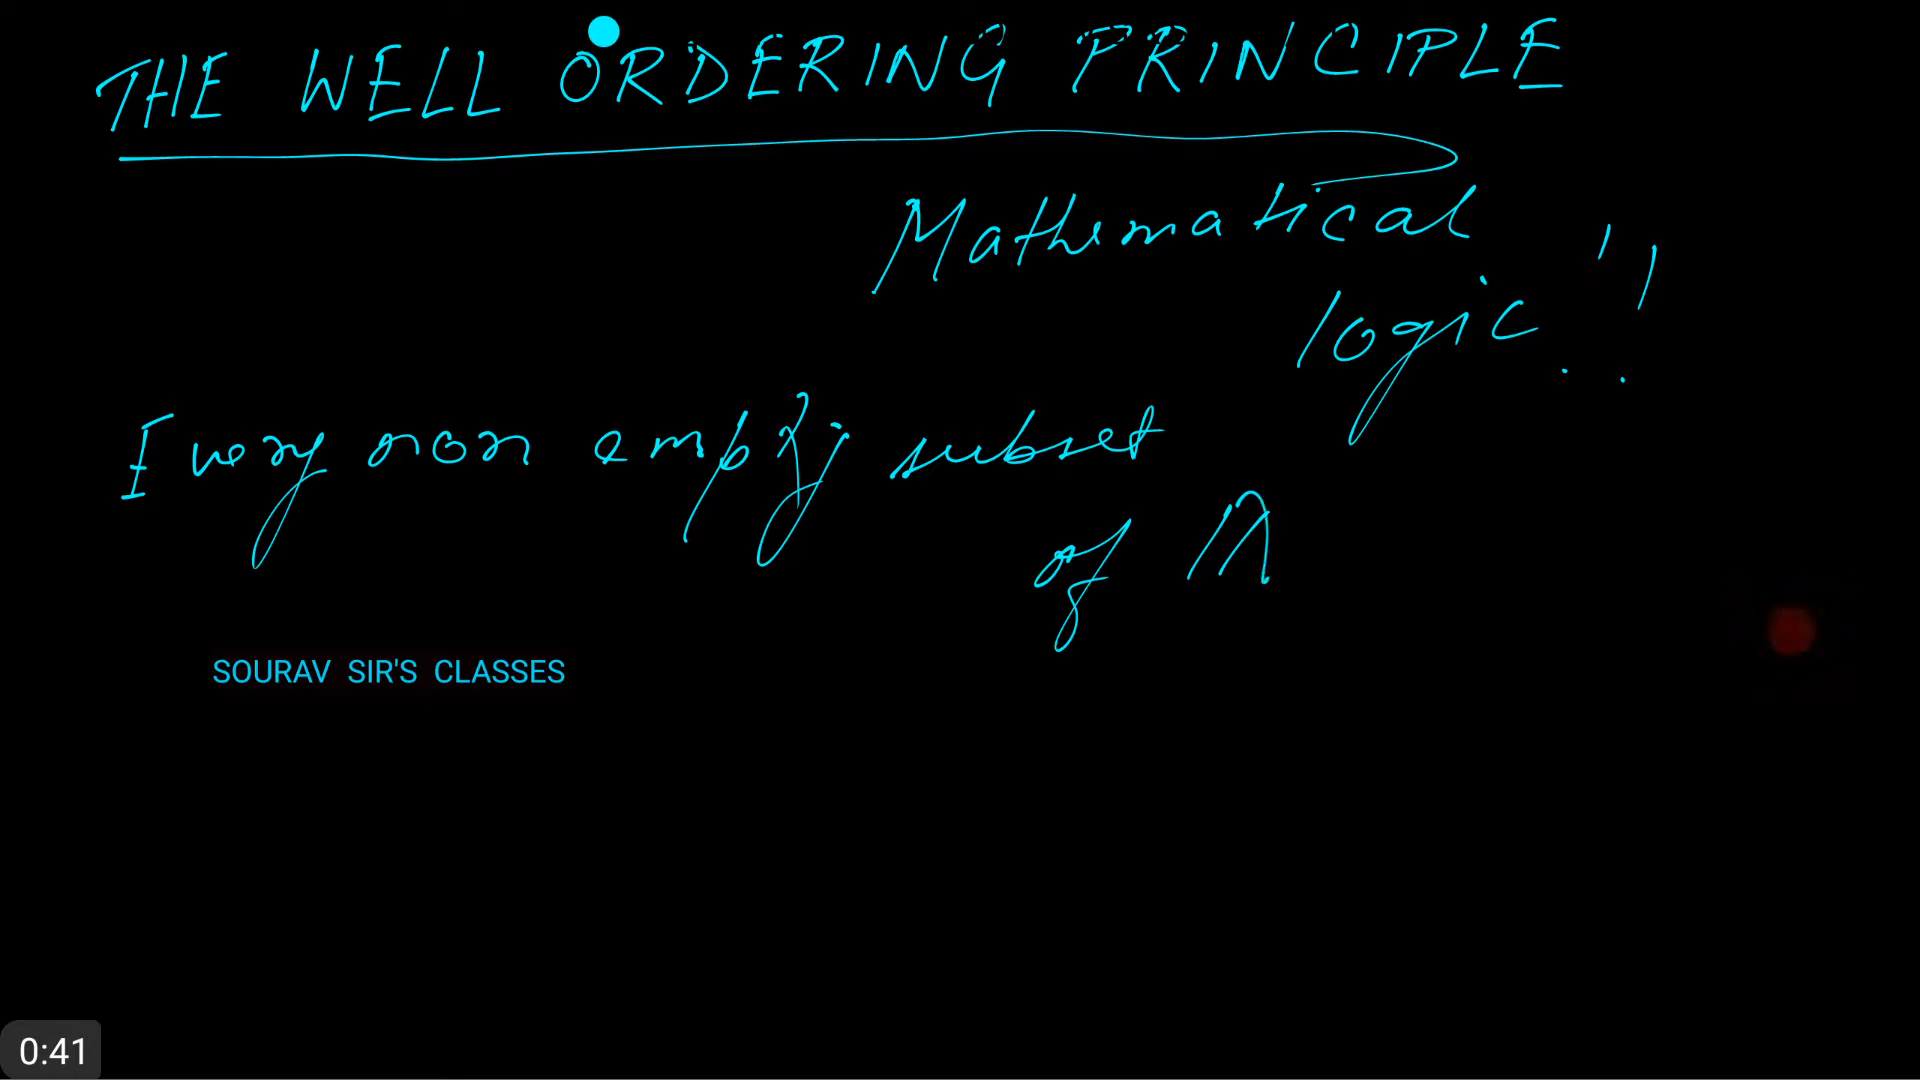 THE WELL ORDERING PRINCIPLE
Mathematical
logic !!
Every non empty subset
of ℕ
SOURAV SIR'S CLASSES
0:41